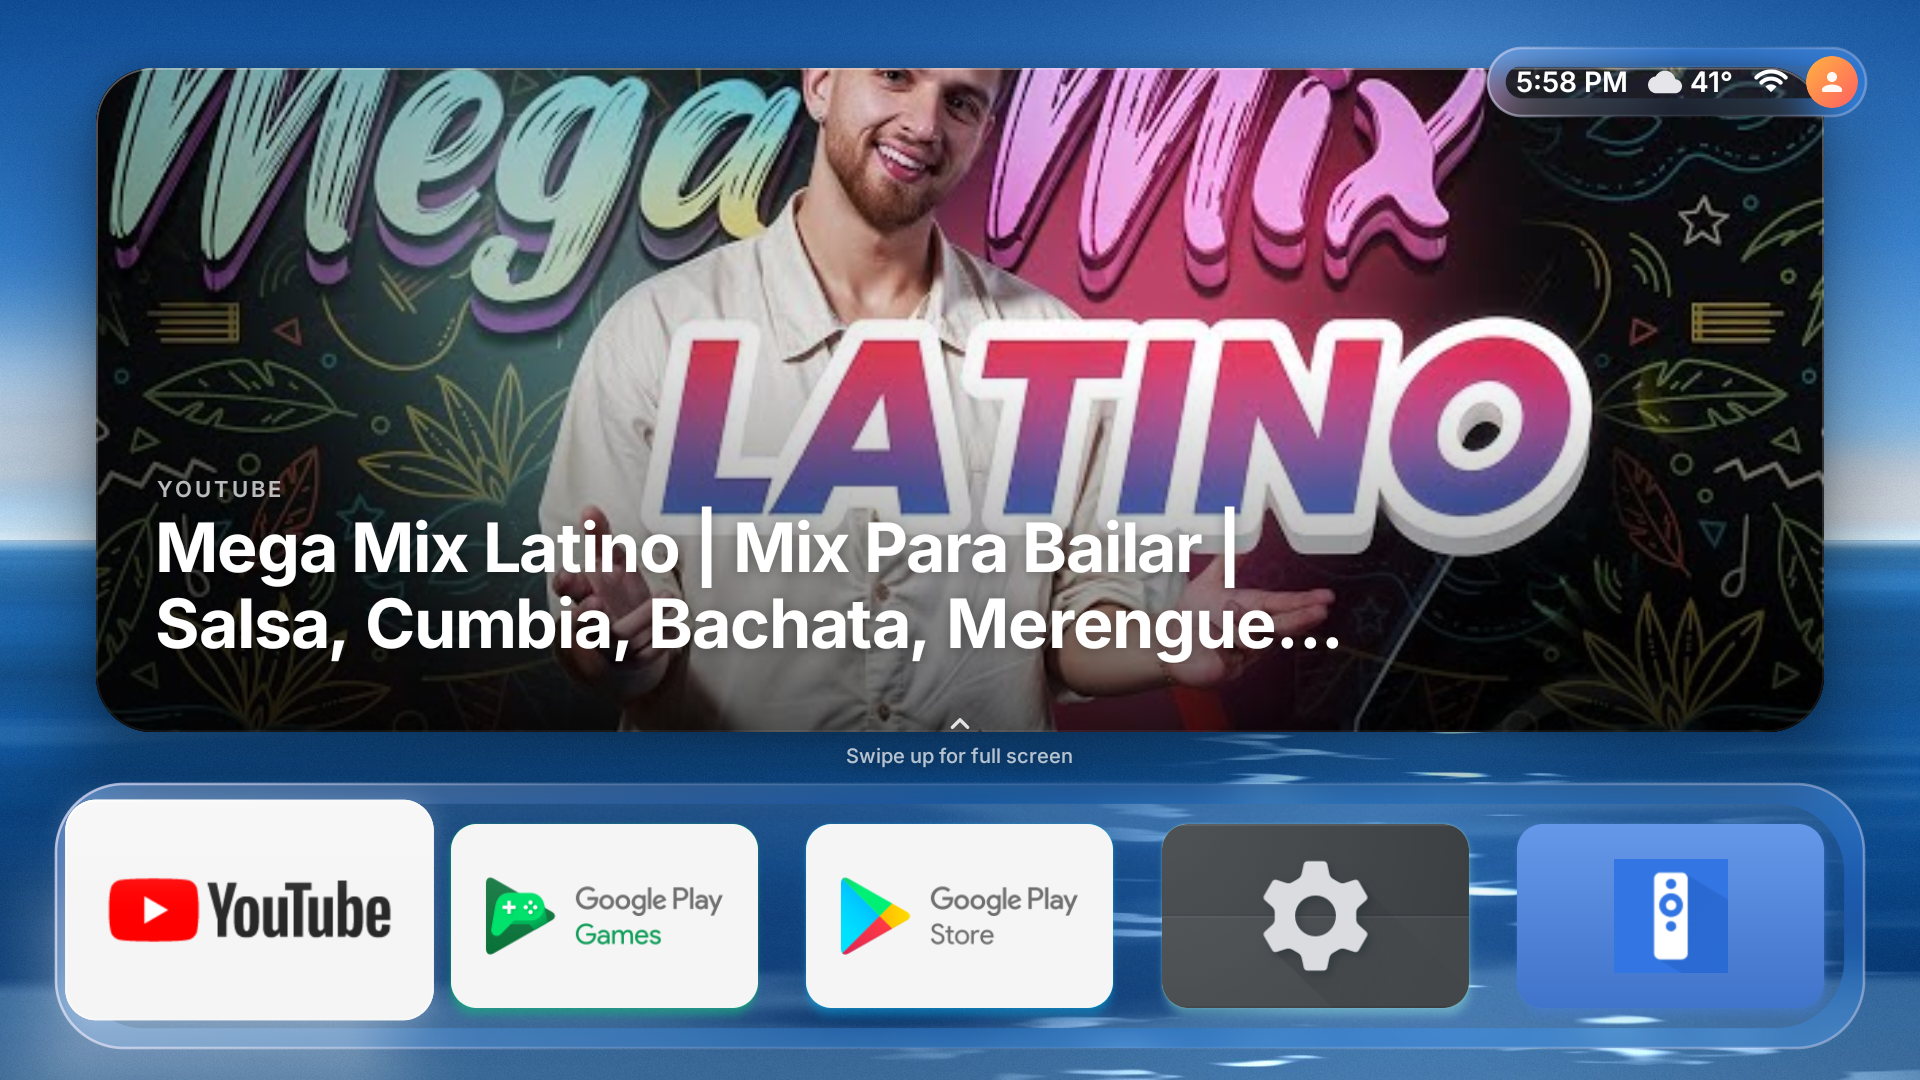 5:58 PM 41°
Mega Mix
LATINO
YOUTUBE
Mega Mix Latino | Mix Para Bailar |
Salsa, Cumbia, Bachata, Merengue...
Swipe up for full screen
YouTube
Google Play
Games
Google Play
Store